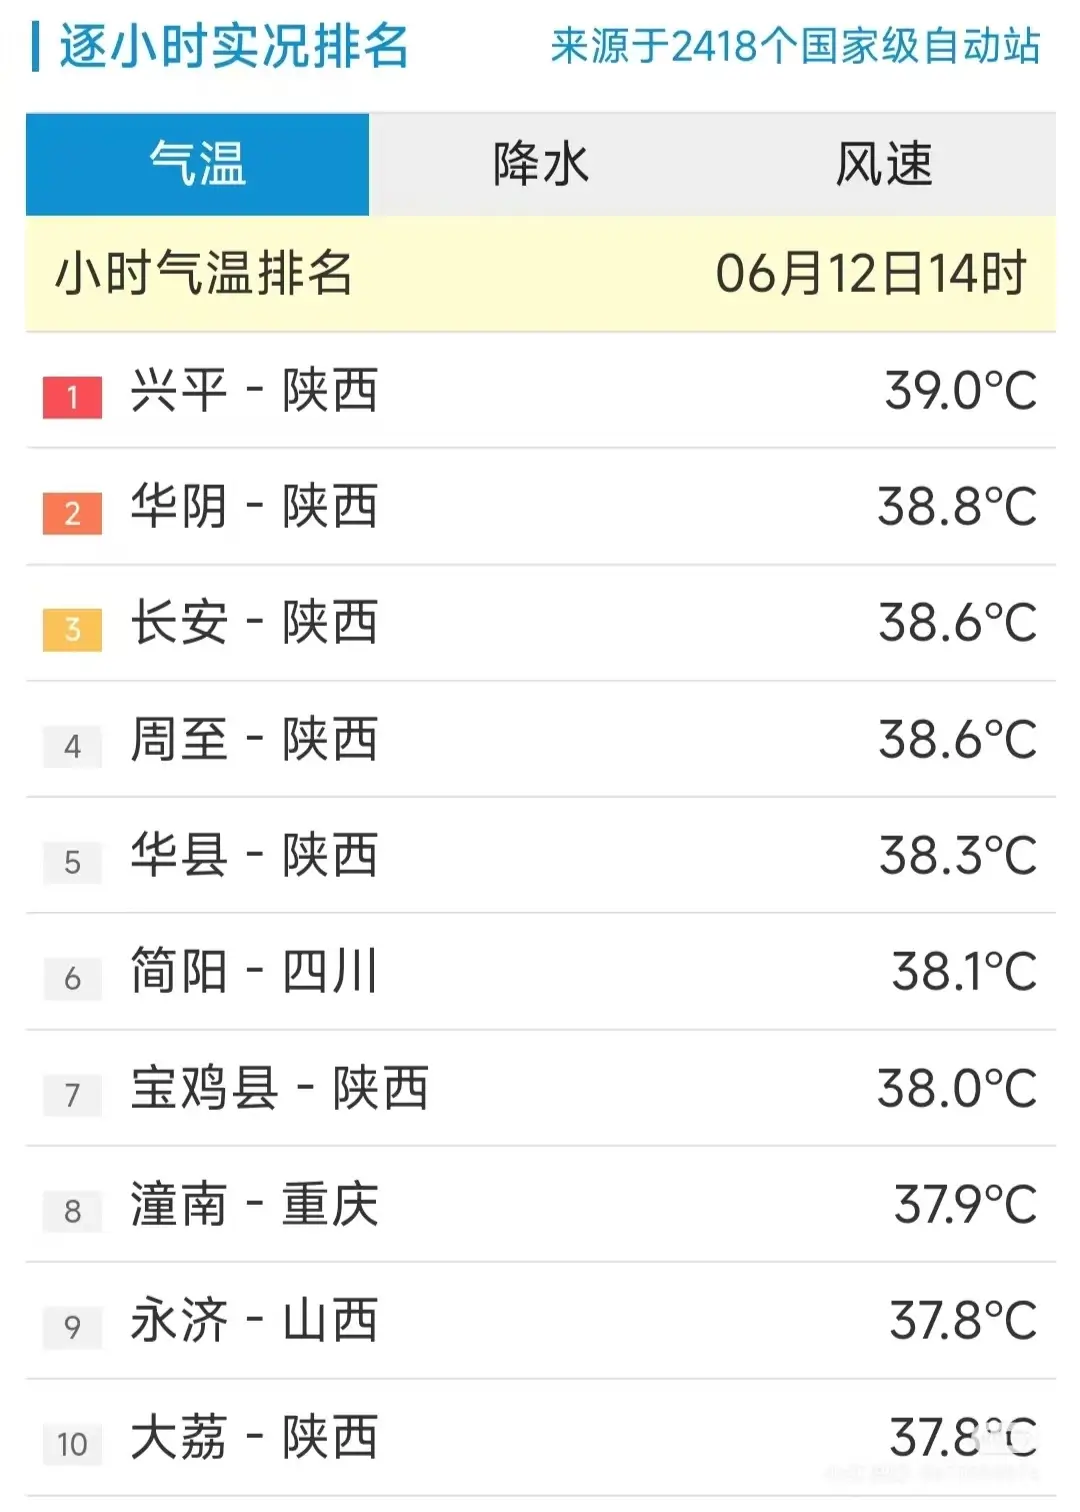 逐小时实况排名 来源于2418个国家级自动站
气温 降水 风速
小时气温排名 06月12日14时
1 兴平 - 陕西 39.0°C
2 华阴 - 陕西 38.8°C
3 长安 - 陕西 38.6°C
4 周至 - 陕西 38.6°C
5 华县 - 陕西 38.3°C
6 简阳 - 四川 38.1°C
7 宝鸡县 - 陕西 38.0°C
8 潼南 - 重庆 37.9°C
9 永济 - 山西 37.8°C
10 大荔 - 陕西 37.8°C